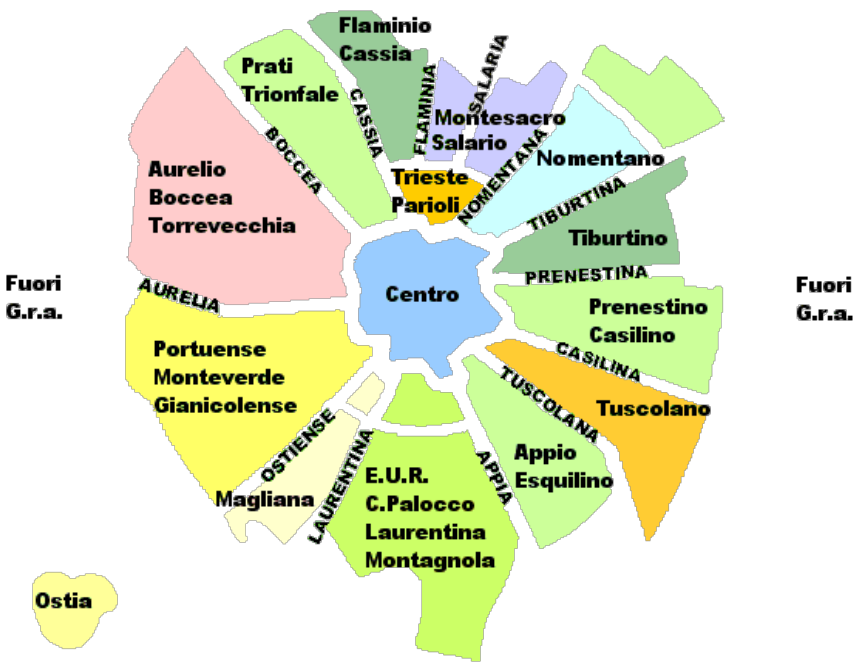 Flaminio
Cassia
Prati
Trionfale
CASSIA
FLAMINIA
SALARIA
Montesacro
Salario
BOCCEA
NOMENTANA
Nomentano
Aurelio
Boccea
Torrevecchia
Trieste
Parioli
TIBURTINA
Tiburtino
Fuori
G.r.a.
AURELIA
Centro
PRENESTINA
Prenestino
Casilino
Fuori
G.r.a.
Portuense
Monteverde
Gianicolense
CASILINA
TUSCOLANA
Tuscolano
OSTIENSE
Magliana
LAURENTINA
E.U.R.
C.Palocco
Laurentina
Montagnola
APPIA
Appio
Esquilino
Ostia